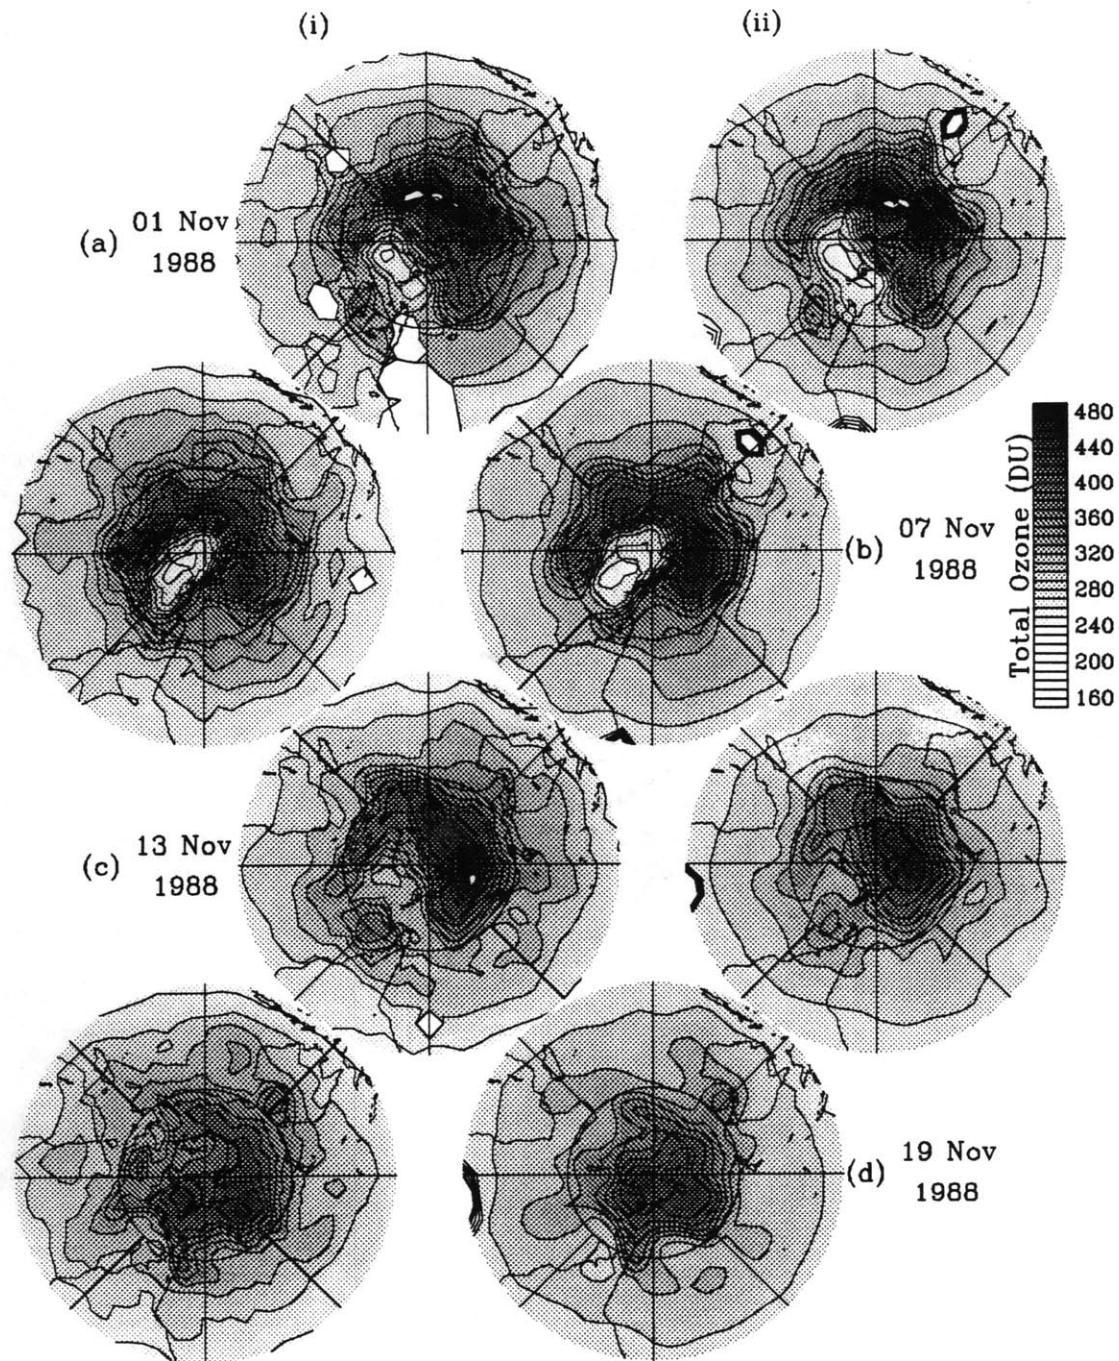 (i)
(ii)
(a) 01 Nov
1988
(b) 07 Nov
1988
Total Ozone (DU)
480
440
400
360
320
280
240
200
160
(c) 13 Nov
1988
(d) 19 Nov
1988